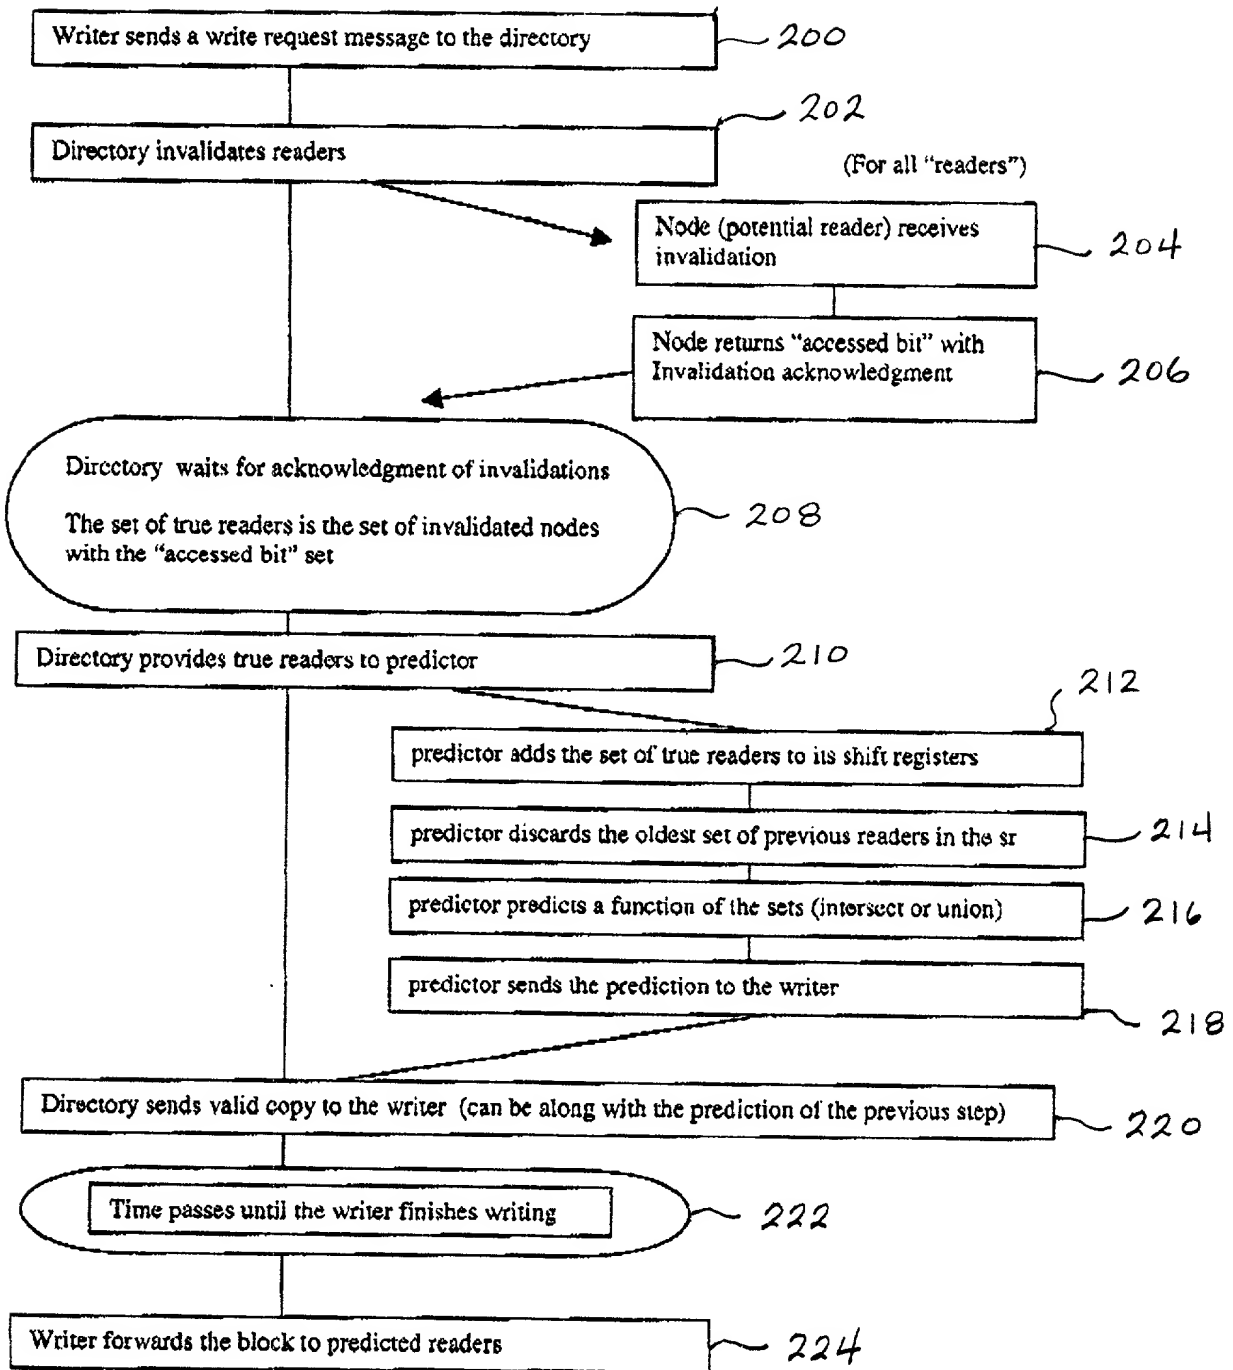 Writer sends a write request message to the directory
200
202
Directory invalidates readers
(For all “readers”)
Node (potential reader) receives
invalidation
204
Node returns “accessed bit” with
Invalidation acknowledgment
206
Directory waits for acknowledgment of invalidations
The set of true readers is the set of invalidated nodes
with the “accessed bit” set
208
Directory provides true readers to predictor
210
212
predictor adds the set of true readers to its shift registers
predictor discards the oldest set of previous readers in the sr
214
predictor predicts a function of the sets (intersect or union)
216
predictor sends the prediction to the writer
218
Directory sends valid copy to the writer (can be along with the prediction of the previous step)
220
Time passes until the writer finishes writing
222
Writer forwards the block to predicted readers
224